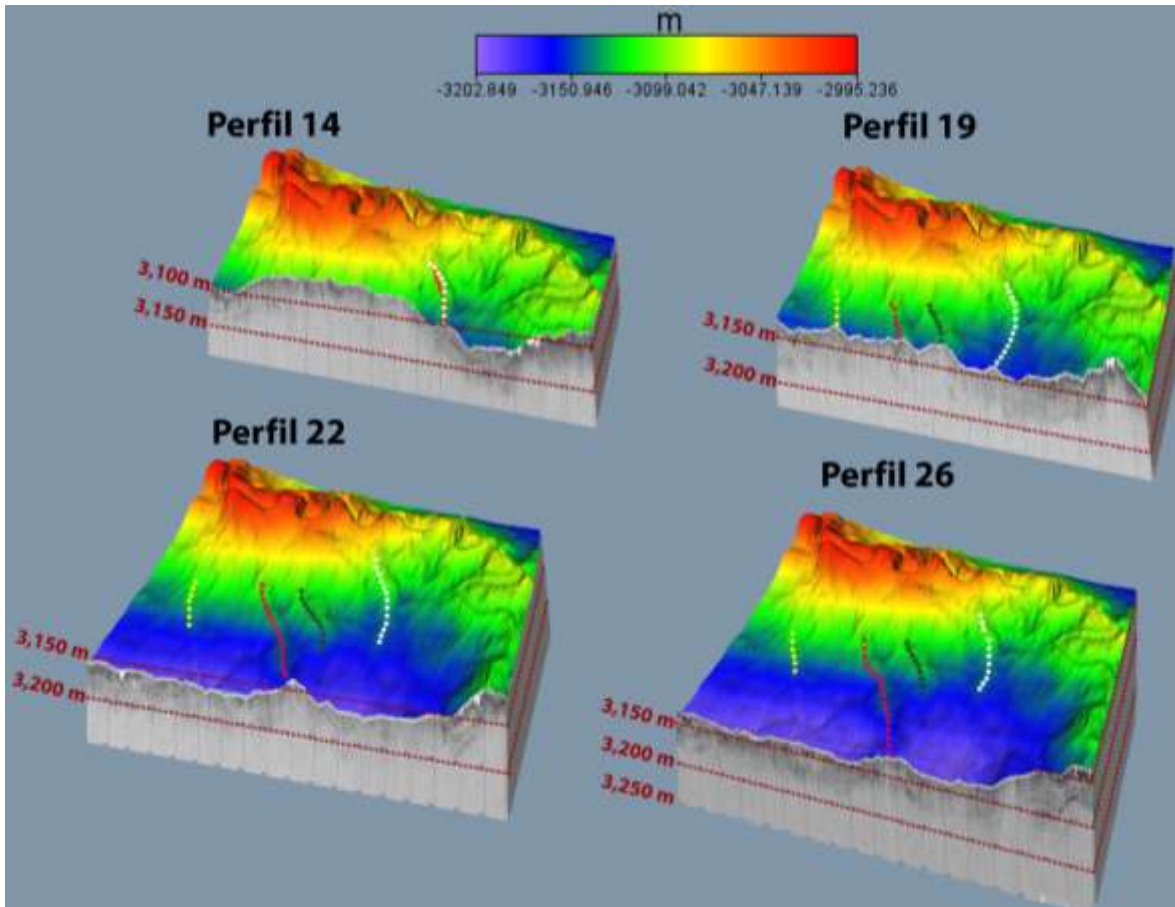 m
-3202.849 -3150.946 -3099.042 -3047.139 -2995.236
Perfil 14
3,100 m
3,150 m
Perfil 19
3,150 m
3,200 m
Perfil 22
3,150 m
3,200 m
Perfil 26
3,150 m
3,200 m
3,250 m